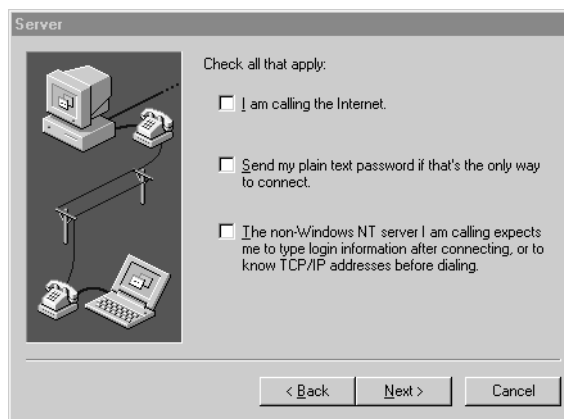 Server
Check all that apply:
I am calling the Internet.
Send my plain text password if that's the only way
to connect.
The non-Windows NT server I am calling expects
me to type login information after connecting, or to
know TCP/IP addresses before dialing.
< Back
Next >
Cancel